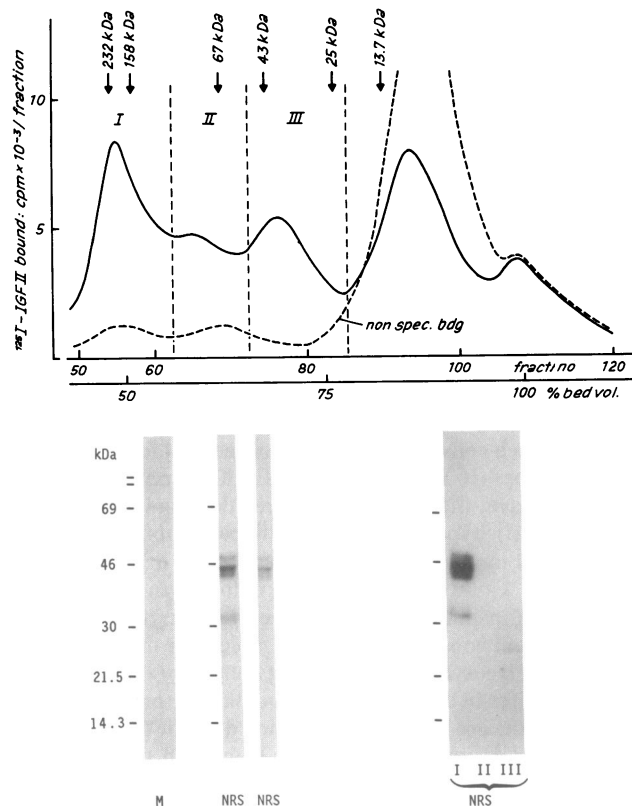 232 kDa
158 kDa
67 kDa
43 kDa
25 kDa
13.7 kDa
¹²⁵I-IGF II bound: cpm × 10⁻³/ fraction
10
5
I
II
III
non spec. bdg
50
60
80
100
fracti no
120
50
75
100
% bed vol.
kDa
69
46
30
21.5
14.3
M
NRS
NRS
I II III
NRS